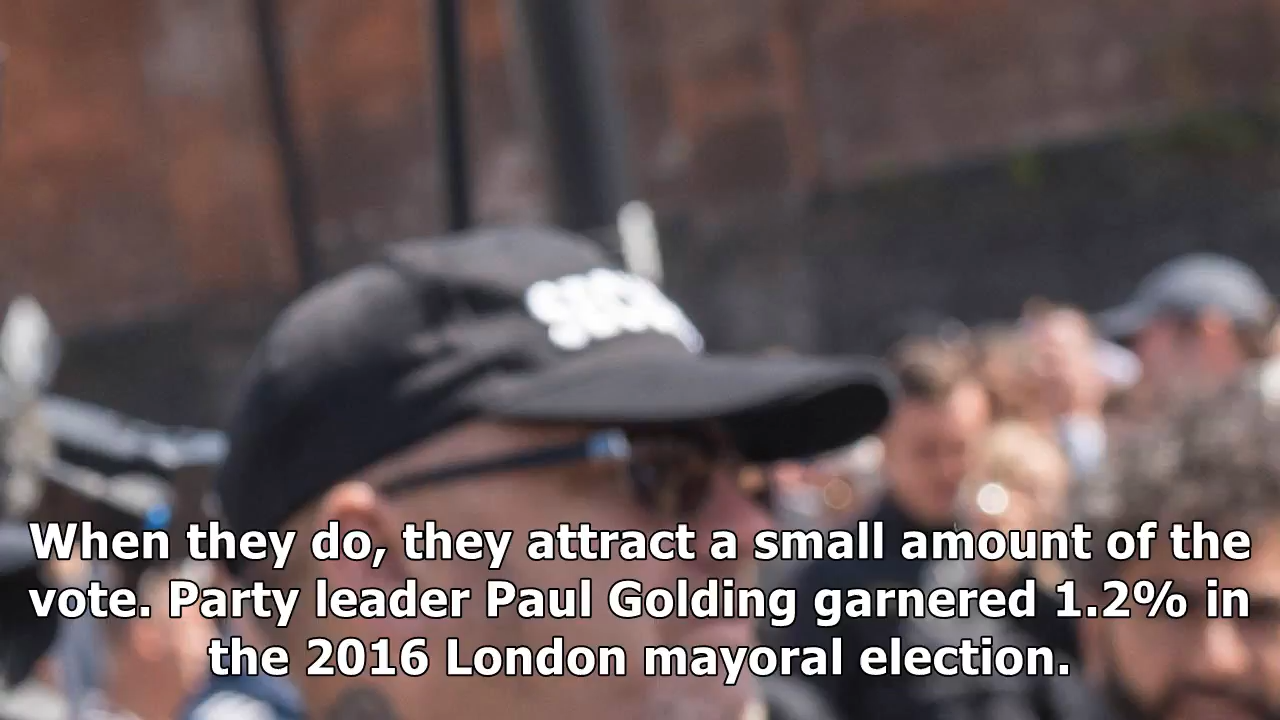 When they do, they attract a small amount of the
vote. Party leader Paul Golding garnered 1.2% in
the 2016 London mayoral election.